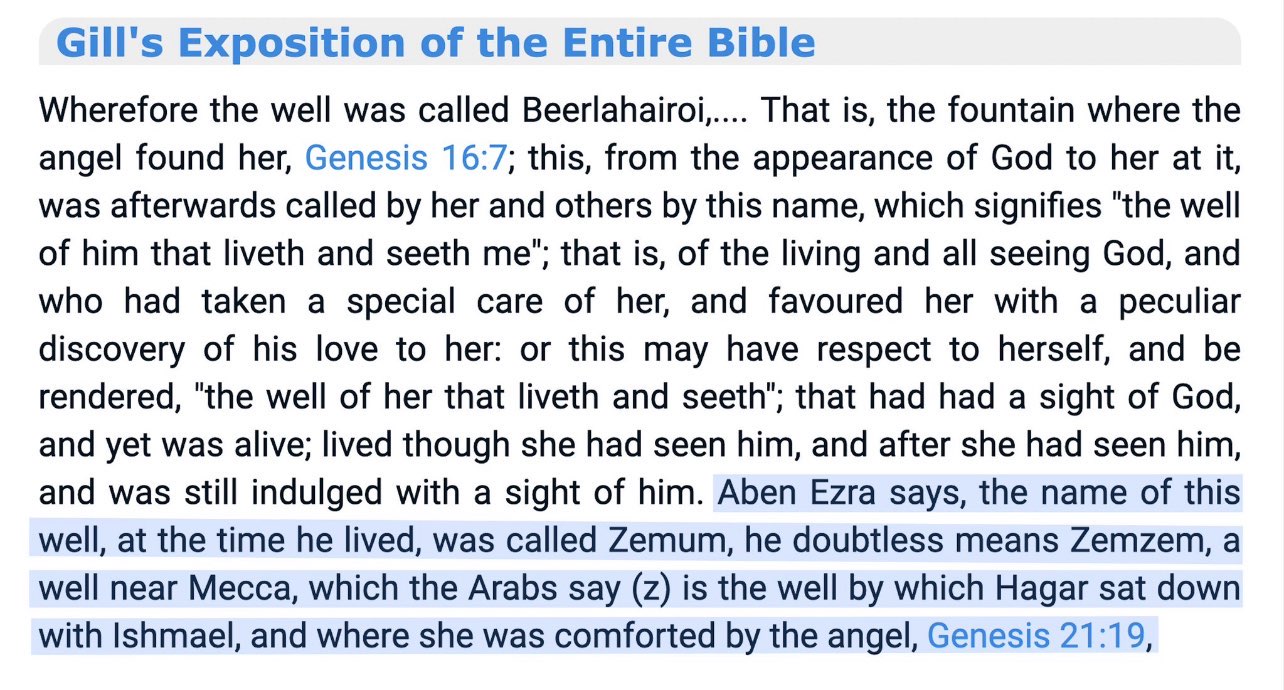 Gill's Exposition of the Entire Bible
Wherefore the well was called Beerlahairoi,.... That is, the fountain where the
angel found her, Genesis 16:7; this, from the appearance of God to her at it,
was afterwards called by her and others by this name, which signifies "the well
of him that liveth and seeth me"; that is, of the living and all seeing God, and
who had taken a special care of her, and favoured her with a peculiar
discovery of his love to her: or this may have respect to herself, and be
rendered, "the well of her that liveth and seeth"; that had had a sight of God,
and yet was alive; lived though she had seen him, and after she had seen him,
and was still indulged with a sight of him. Aben Ezra says, the name of this
well, at the time he lived, was called Zemum, he doubtless means Zemzem, a
well near Mecca, which the Arabs say (z) is the well by which Hagar sat down
with Ishmael, and where she was comforted by the angel, Genesis 21:19,